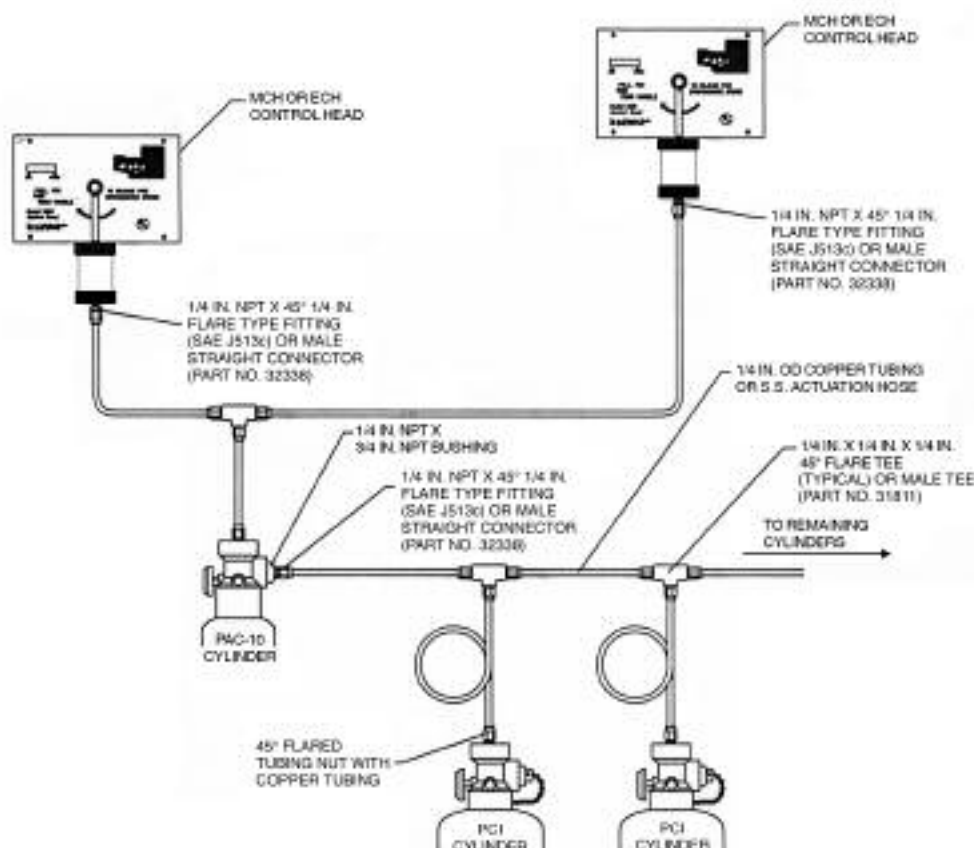 MCH OR ECH
CONTROL HEAD
MCH OR ECH
CONTROL HEAD
1/4 IN. NPT X 45° 1/4 IN.
FLARE TYPE FITTING
(SAE J513c) OR MALE
STRAIGHT CONNECTOR
(PART NO. 32338)
1/4 IN. NPT X 45° 1/4 IN.
FLARE TYPE FITTING
(SAE J513c) OR MALE
STRAIGHT CONNECTOR
(PART NO. 32338)
1/4 IN. OD COPPER TUBING
OR S.S. ACTUATION HOSE
1/4 IN. NPT X
3/4 IN. NPT BUSHING
1/4 IN. X 1/4 IN. X 1/4 IN.
45° FLARE TEE
(TYPICAL) OR MALE TEE
(PART NO. 31811)
1/4 IN. NPT X 45° 1/4 IN.
FLARE TYPE FITTING
(SAE J513c) OR MALE
STRAIGHT CONNECTOR
(PART NO. 32338)
TO REMAINING
CYLINDERS
PAC-10
CYLINDER
45° FLARED
TUBING NUT WITH
COPPER TUBING
PCI
CYLINDER
PCI
CYLINDER